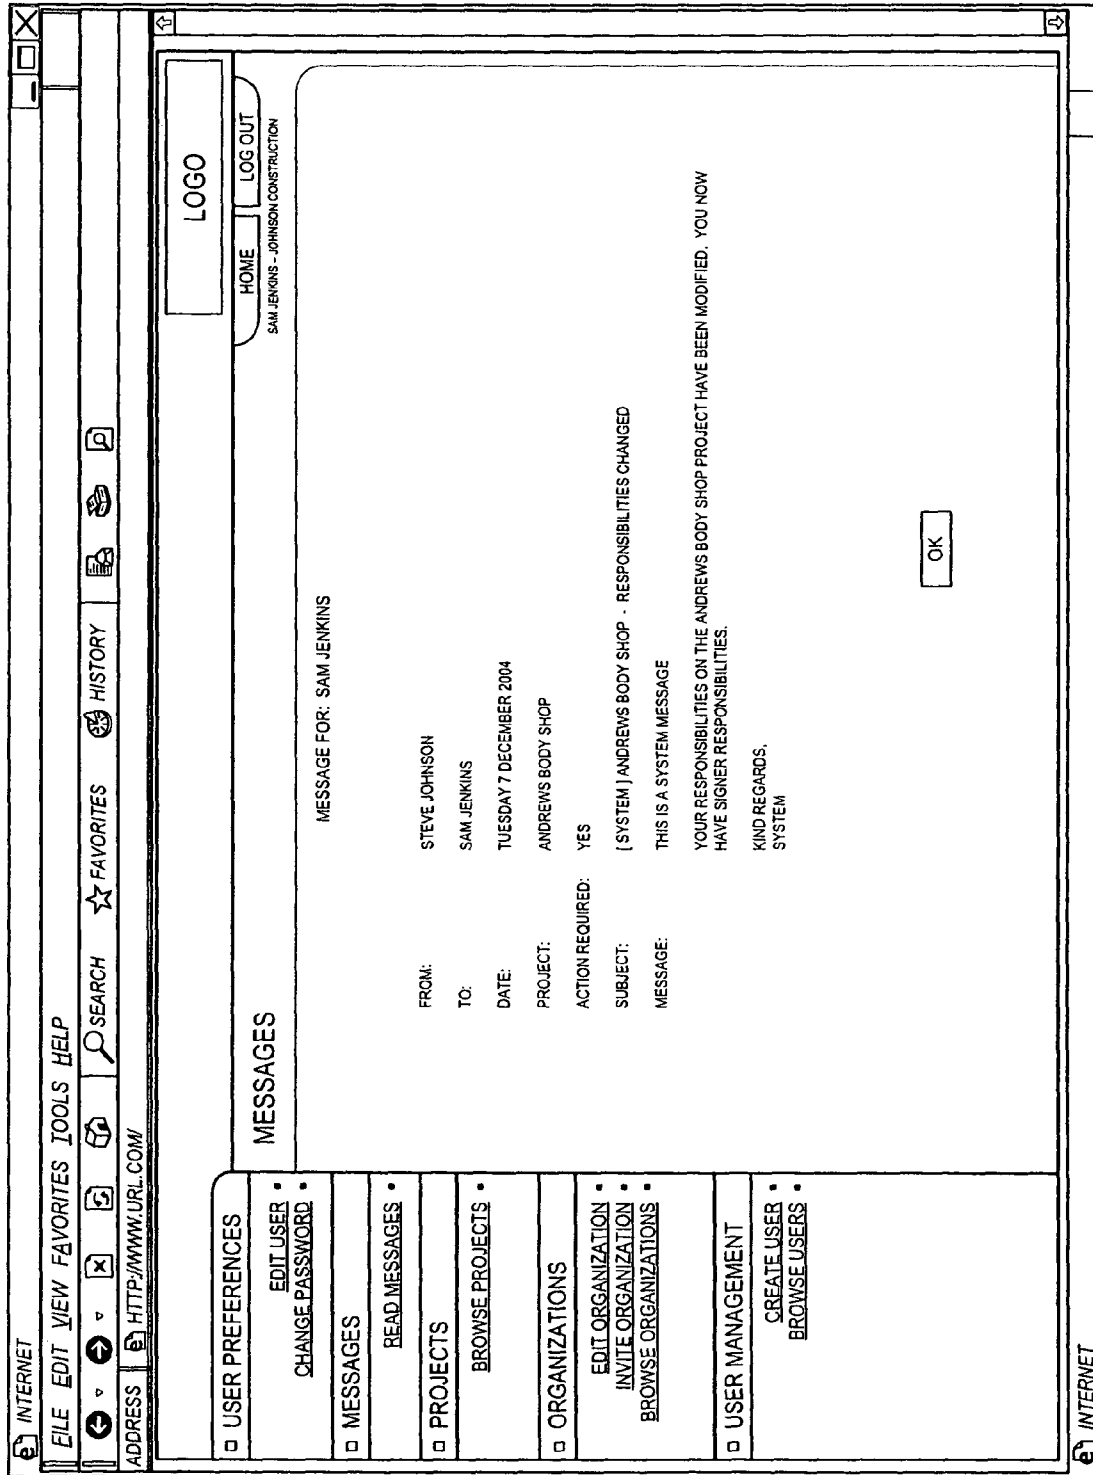 INTERNET
FILE EDIT VIEW FAVORITES TOOLS HELP
SEARCH FAVORITES HISTORY
ADDRESS HTTP://WWW.URL.COM/
LOGO
HOME LOG OUT
SAM JENKINS – JOHNSON CONSTRUCTION
USER PREFERENCES
EDIT USER
CHANGE PASSWORD
MESSAGES
READ MESSAGES
PROJECTS
BROWSE PROJECTS
ORGANIZATIONS
EDIT ORGANIZATION
INVITE ORGANIZATION
BROWSE ORGANIZATIONS
USER MANAGEMENT
CREATE USER
BROWSE USERS
MESSAGES
MESSAGE FOR: SAM JENKINS
FROM: STEVE JOHNSON
TO: SAM JENKINS
DATE: TUESDAY 7 DECEMBER 2004
PROJECT: ANDREWS BODY SHOP
ACTION REQUIRED: YES
SUBJECT: [ SYSTEM ] ANDREWS BODY SHOP - RESPONSIBILITIES CHANGED
MESSAGE: THIS IS A SYSTEM MESSAGE
YOUR RESPONSIBILITIES ON THE ANDREWS BODY SHOP PROJECT HAVE BEEN MODIFIED. YOU NOW
HAVE SIGNER RESPONSIBILITIES.
KIND REGARDS,
SYSTEM
OK
INTERNET